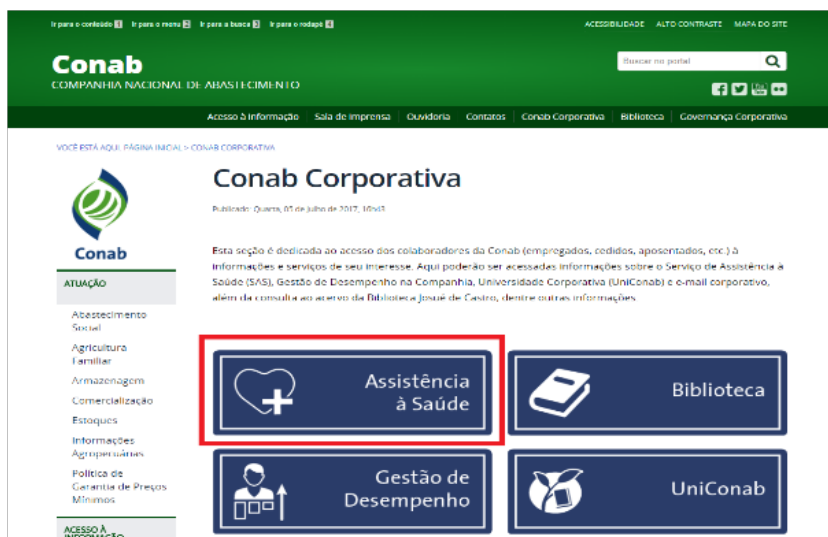 Ir para o conteúdo 1 Ir para o menu 2 Ir para a busca 3 Ir para o rodapé 4
ACESSIBILIDADE ALTO CONTRASTE MAPA DO SITE
Conab
COMPANHIA NACIONAL DE ABASTECIMENTO
Buscar no portal
Acesso à Informação Sala de Imprensa Ouvidoria Contatos Conab Corporativa Biblioteca Governança Corporativa
VOCÊ ESTÁ AQUI: PÁGINA INICIAL > CONAB CORPORATIVA
Conab Corporativa
Publicado: Quarta, 05 de Julho de 2017, 16h43
Conab
Esta seção é dedicada ao acesso dos colaboradores da Conab (empregados, cedidos, aposentados, etc.) à
informações e serviços de seu interesse. Aqui poderão ser acessadas informações sobre o Serviço de Assistência à
Saúde (SAS), Gestão de Desempenho na Companhia, Universidade Corporativa (UniConab) e e-mail corporativo,
além da consulta ao acervo da Biblioteca Josué de Castro, dentre outras informações
ATUAÇÃO
Abastecimento
Social
Agricultura
Familiar
Armazenagem
Comercialização
Estoques
Informações
Agropecuárias
Política de
Garantia de Preços
Mínimos
ACESSO À
INFORMAÇÃO
Assistência
à Saúde
Biblioteca
Gestão de
Desempenho
UniConab